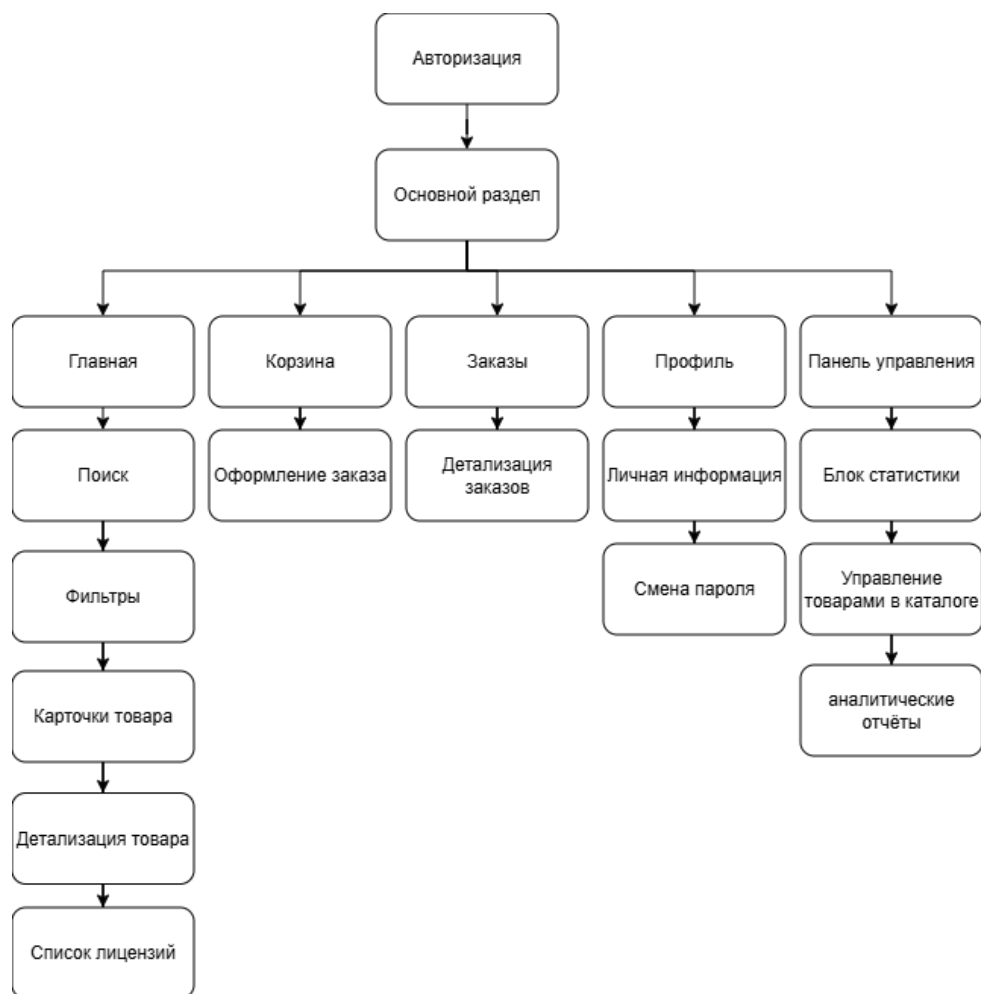 Авторизация
Основной раздел
Главная
Корзина
Заказы
Профиль
Панель управления
Поиск
Оформление заказа
Детализация
заказов
Личная информация
Блок статистики
Фильтры
Смена пароля
Управление
товарами в каталоге
Карточки товара
аналитические
отчёты
Детализация товара
Список лицензий